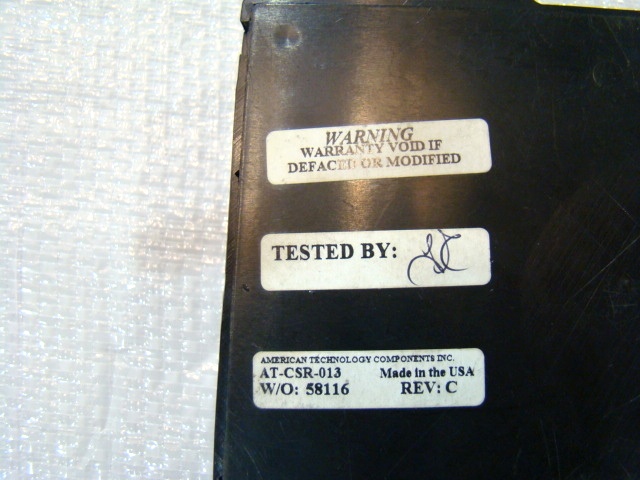 WARNING
WARRANTY VOID IF
DEFACED OR MODIFIED
TESTED BY:
AMERICAN TECHNOLOGY COMPONENTS INC.
AT-CSR-013 Made in the USA
W/O: 58116 REV: C